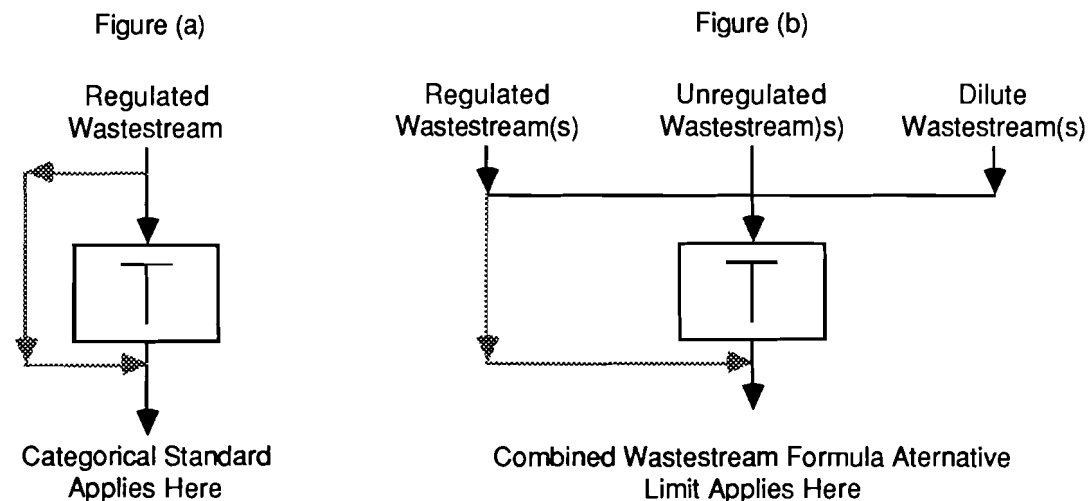 Figure (a)
Figure (b)
Regulated
Wastestream
Regulated
Wastestream(s)
Unregulated
Wastestream)s)
Dilute
Wastestream(s)
T
T
Categorical Standard
Applies Here
Combined Wastestream Formula Aternative
Limit Applies Here